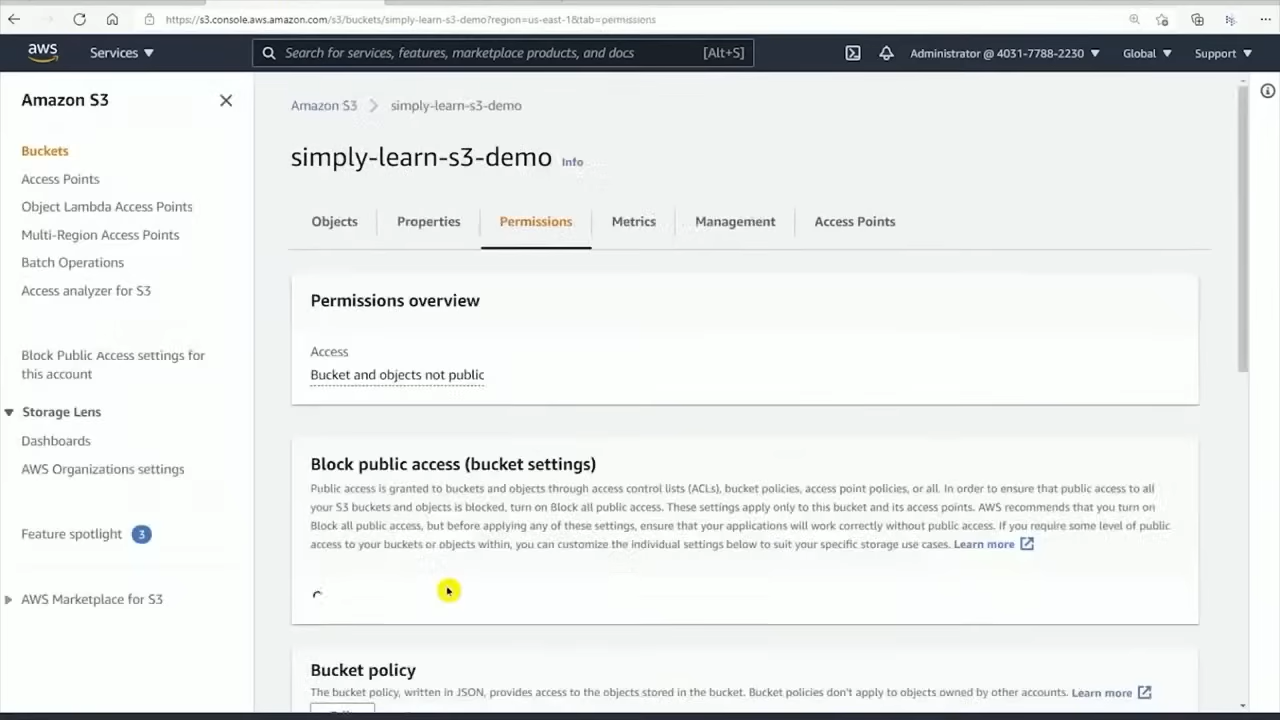 https://s3.console.aws.amazon.com/s3/buckets/simply-learn-s3-demo?region=us-east-1&tab=permissions
aws
Services
Search for services, features, marketplace products, and docs
[Alt+S]
Administrator @ 4031-7788-2230
Global
Support
Amazon S3
Buckets
Access Points
Object Lambda Access Points
Multi-Region Access Points
Batch Operations
Access analyzer for S3
Block Public Access settings for
this account
Storage Lens
Dashboards
AWS Organizations settings
Feature spotlight 3
AWS Marketplace for S3
Amazon S3 simply-learn-s3-demo
simply-learn-s3-demo Info
Objects Properties Permissions Metrics Management Access Points
Permissions overview
Access
Bucket and objects not public
Block public access (bucket settings)
Public access is granted to buckets and objects through access control lists (ACLs), bucket policies, access point policies, or all. In order to ensure that public access to all
your S3 buckets and objects is blocked, turn on Block all public access. These settings apply only to this bucket and its access points. AWS recommends that you turn on
Block all public access, but before applying any of these settings, ensure that your applications will work correctly without public access. If you require some level of public
access to your buckets or objects within, you can customize the individual settings below to suit your specific storage use cases. Learn more
Bucket policy
The bucket policy, written in JSON, provides access to the objects stored in the bucket. Bucket policies don't apply to objects owned by other accounts. Learn more